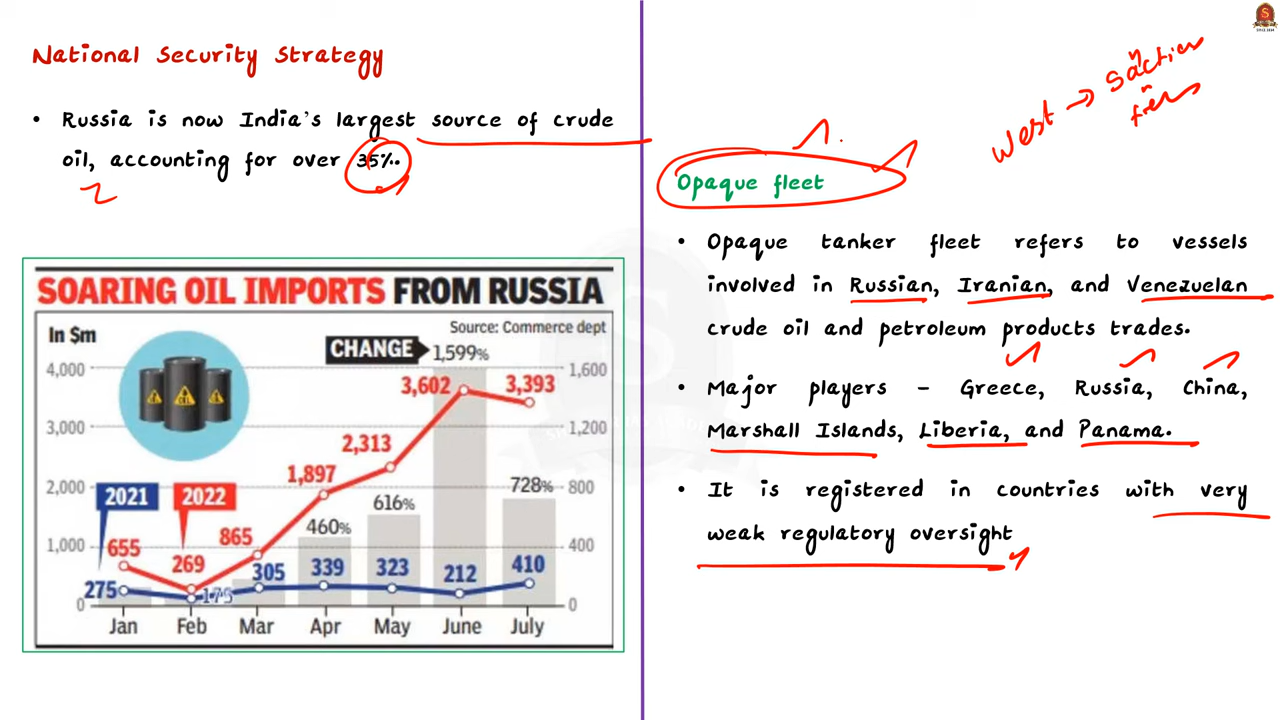 National Security Strategy
• Russia is now India's largest source of crude
oil, accounting for over 35%.
SOARING OIL IMPORTS FROM RUSSIA
In $m
Source: Commerce dept
CHANGE 1,599%
4,000 3,602 3,393 1,600
3,000 2,313 1,200
2,000 2021 2022 1,897 616% 728% 800
460%
1,000 655 269 865 400
275 175 305 339 323 212 410
0 0
Jan Feb Mar Apr May June July
West → Sanctions
Opaque fleet
• Opaque tanker fleet refers to vessels
involved in Russian, Iranian, and Venezuelan
crude oil and petroleum products trades.
• Major players - Greece, Russia, China,
Marshall Islands, Liberia, and Panama.
• It is registered in countries with very
weak regulatory oversight